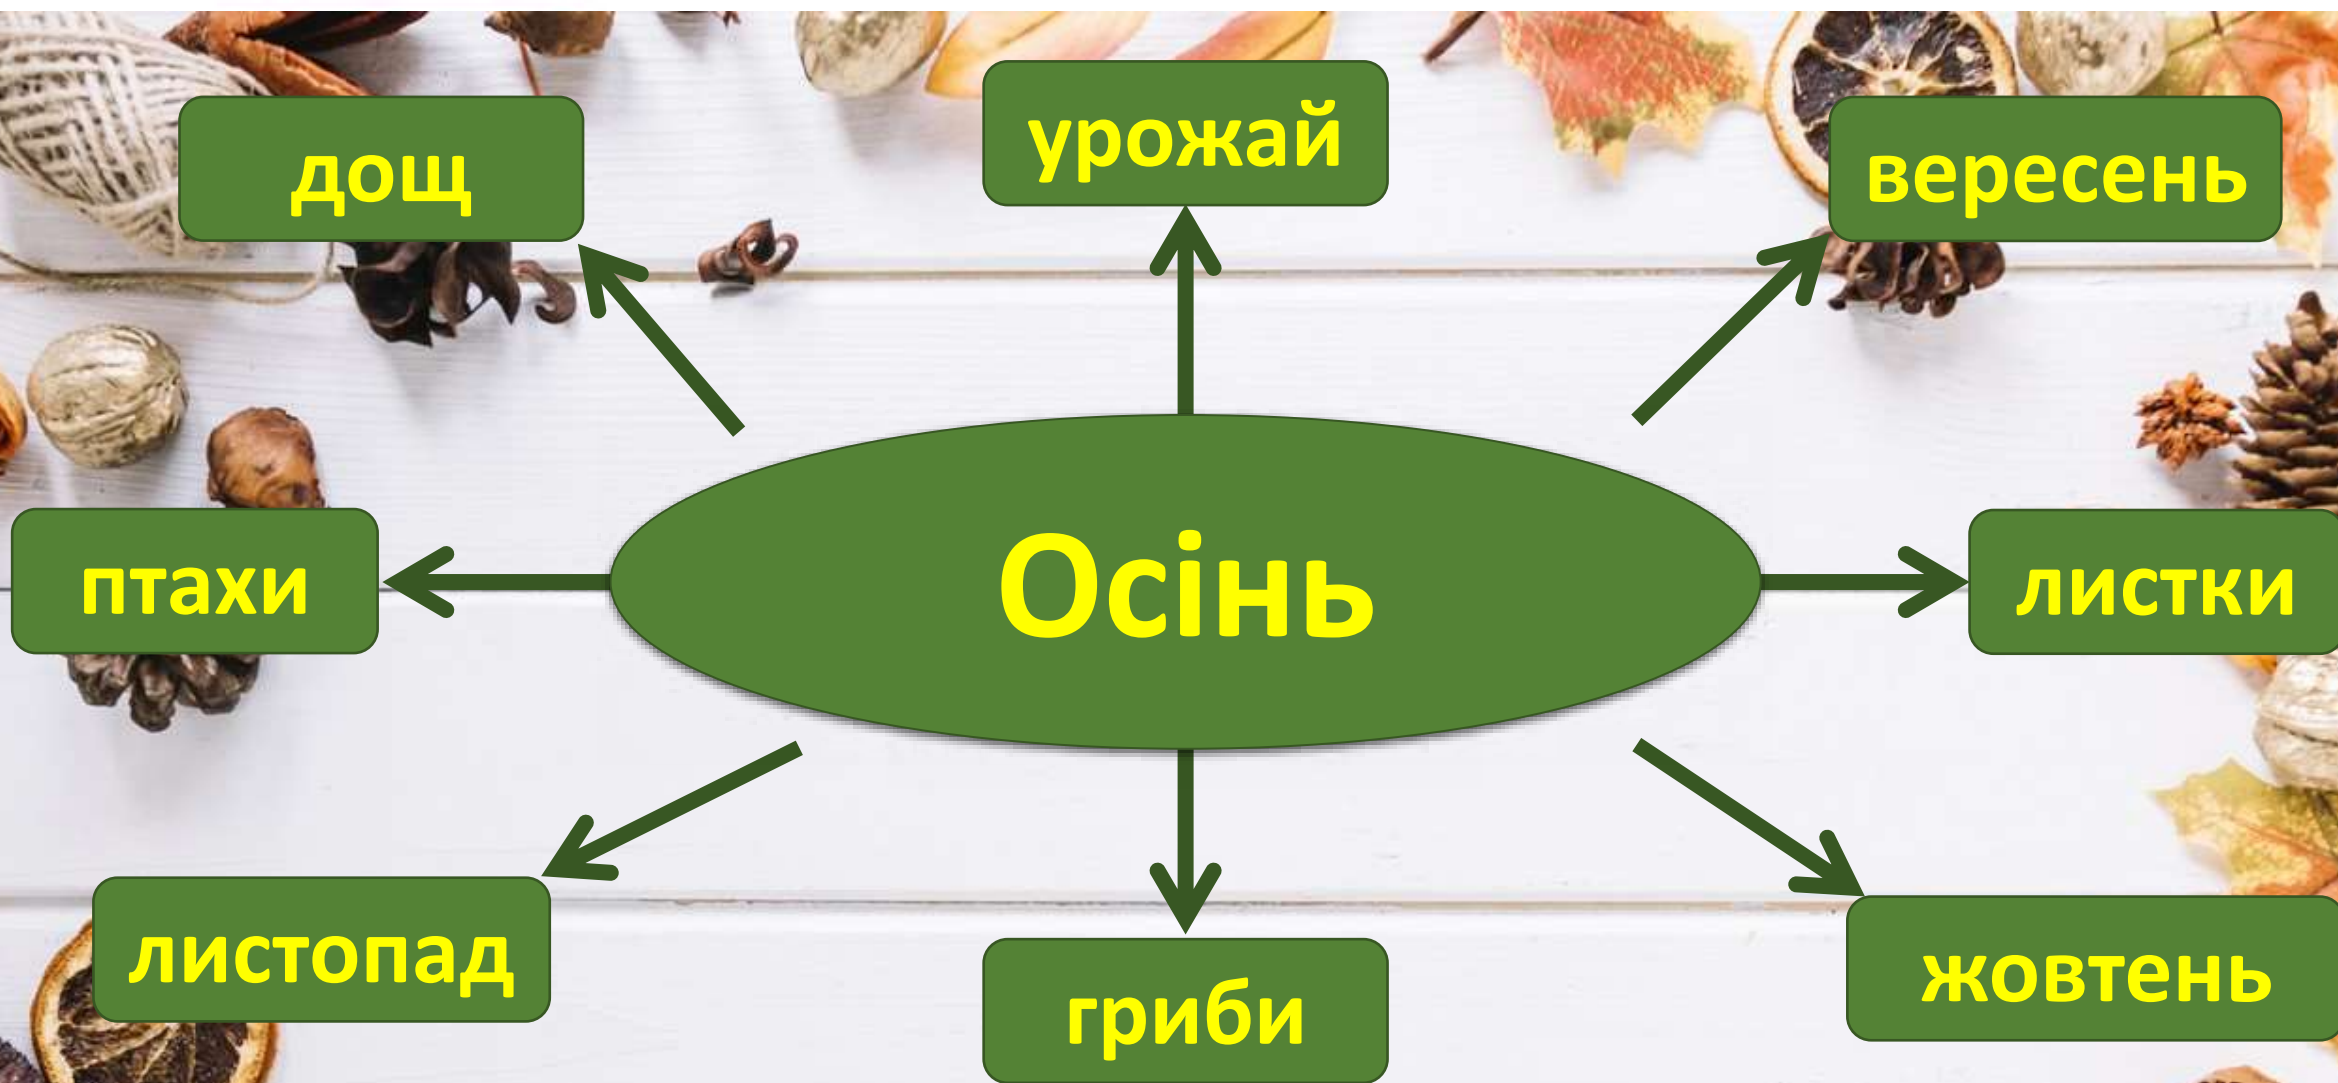 урожай
дощ
вересень
Осінь
птахи
листки
листопад
жовтень
гриби